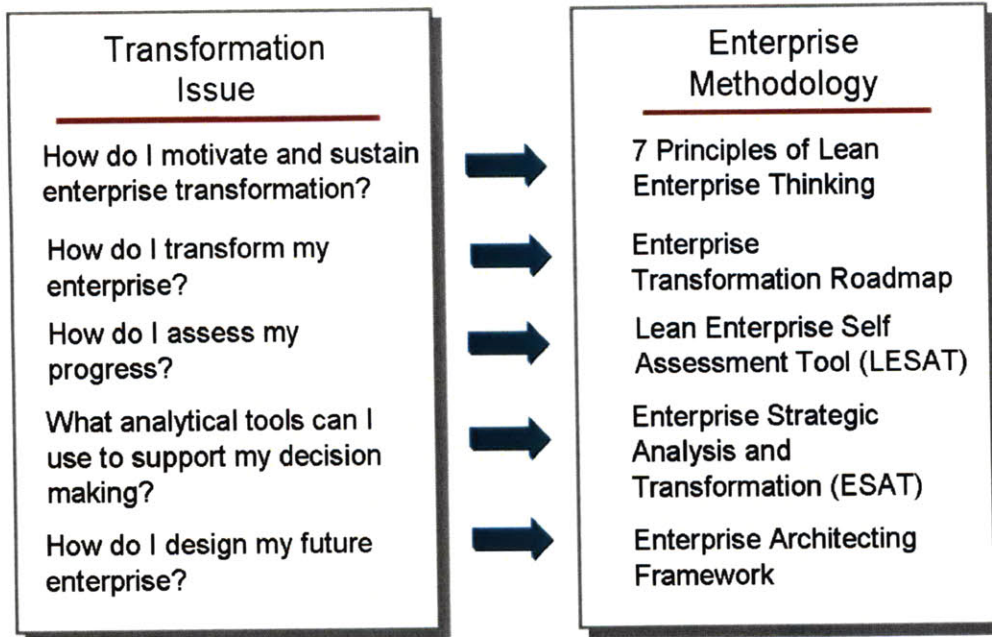 Transformation
Issue
How do I motivate and sustain
enterprise transformation?
How do I transform my
enterprise?
How do I assess my
progress?
What analytical tools can I
use to support my decision
making?
How do I design my future
enterprise?
Enterprise
Methodology
7 Principles of Lean
Enterprise Thinking
Enterprise
Transformation Roadmap
Lean Enterprise Self
Assessment Tool (LESAT)
Enterprise Strategic
Analysis and
Transformation (ESAT)
Enterprise Architecting
Framework